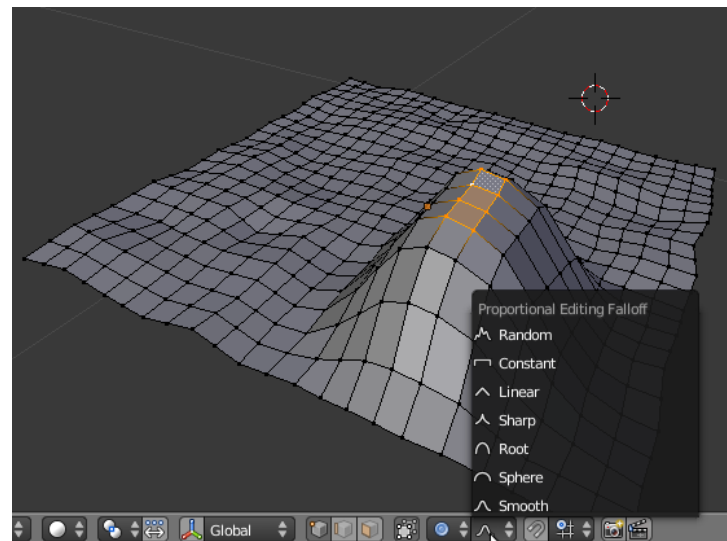 Proportional Editing Falloff
Random
Constant
Linear
Sharp
Root
Sphere
Smooth
Global